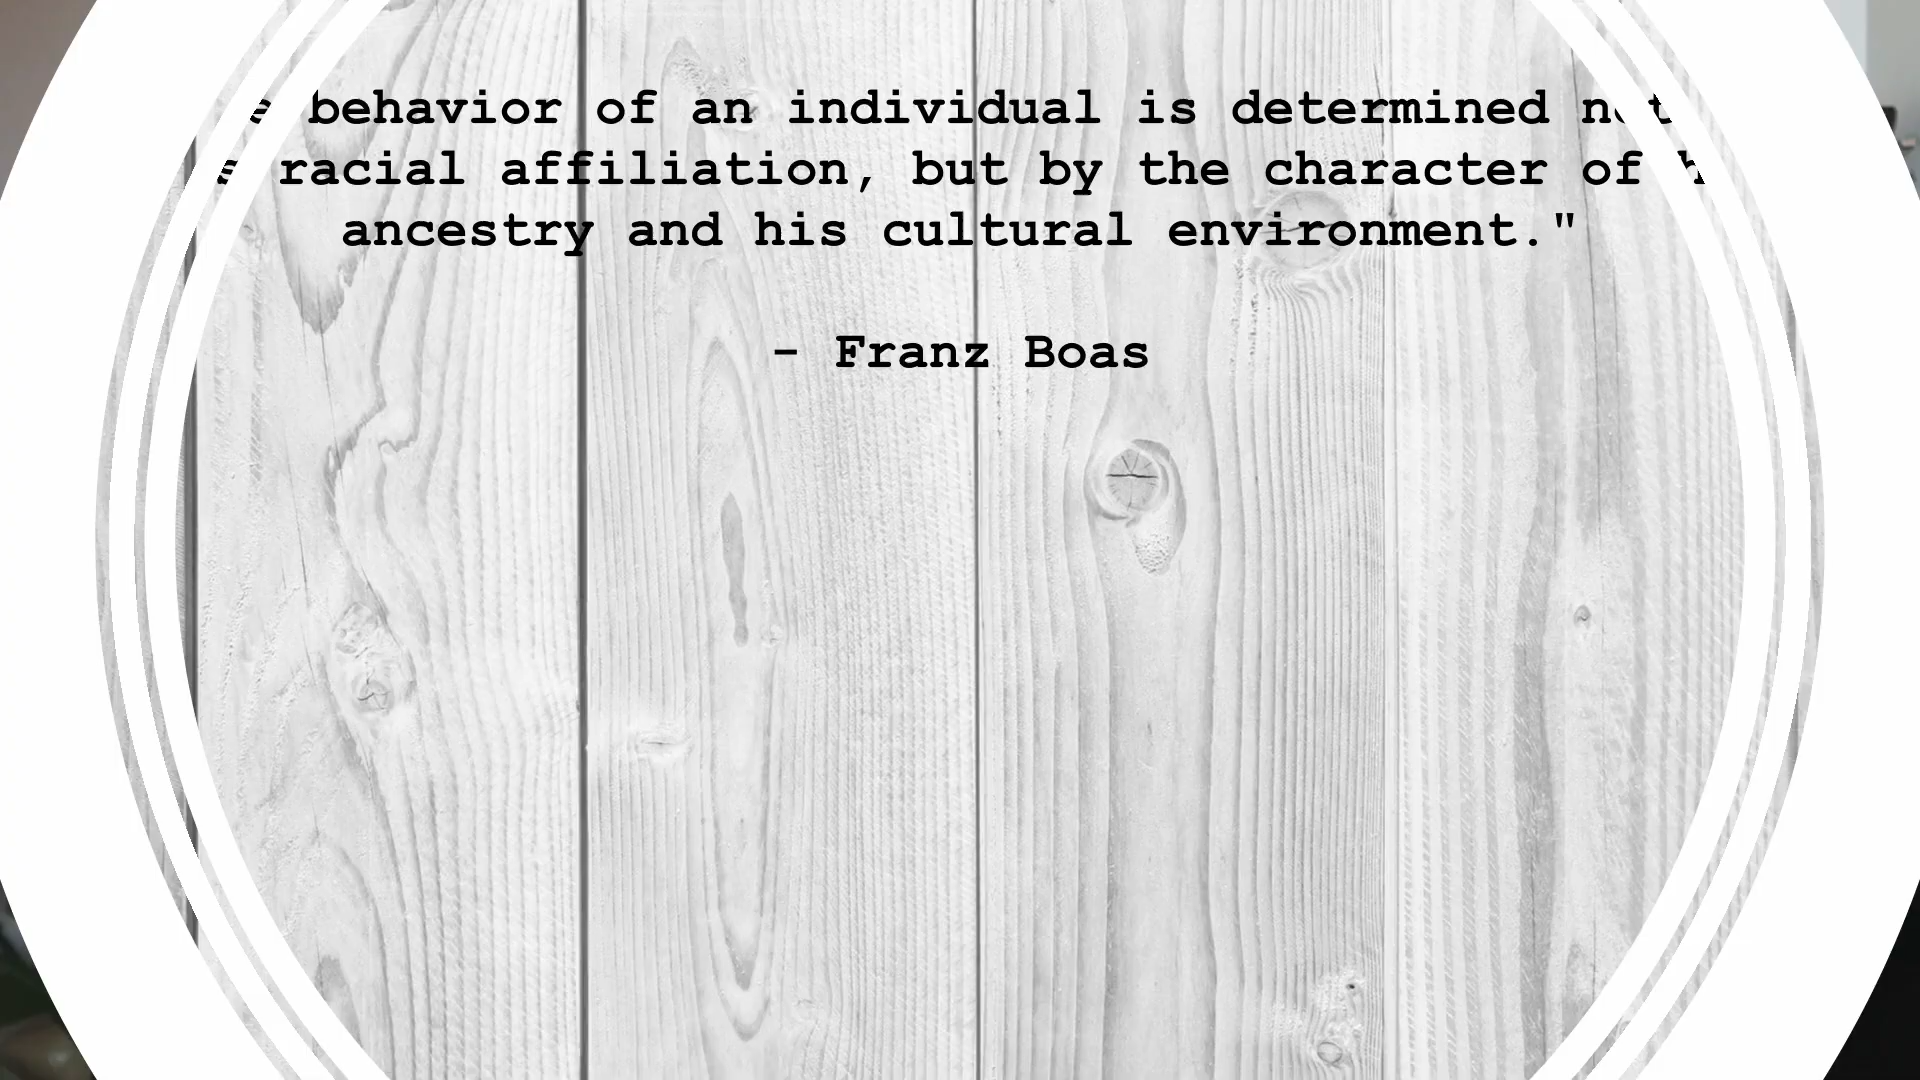 behavior of an individual is determined not
racial affiliation, but by the character of
ancestry and his cultural environment."
- Franz Boas